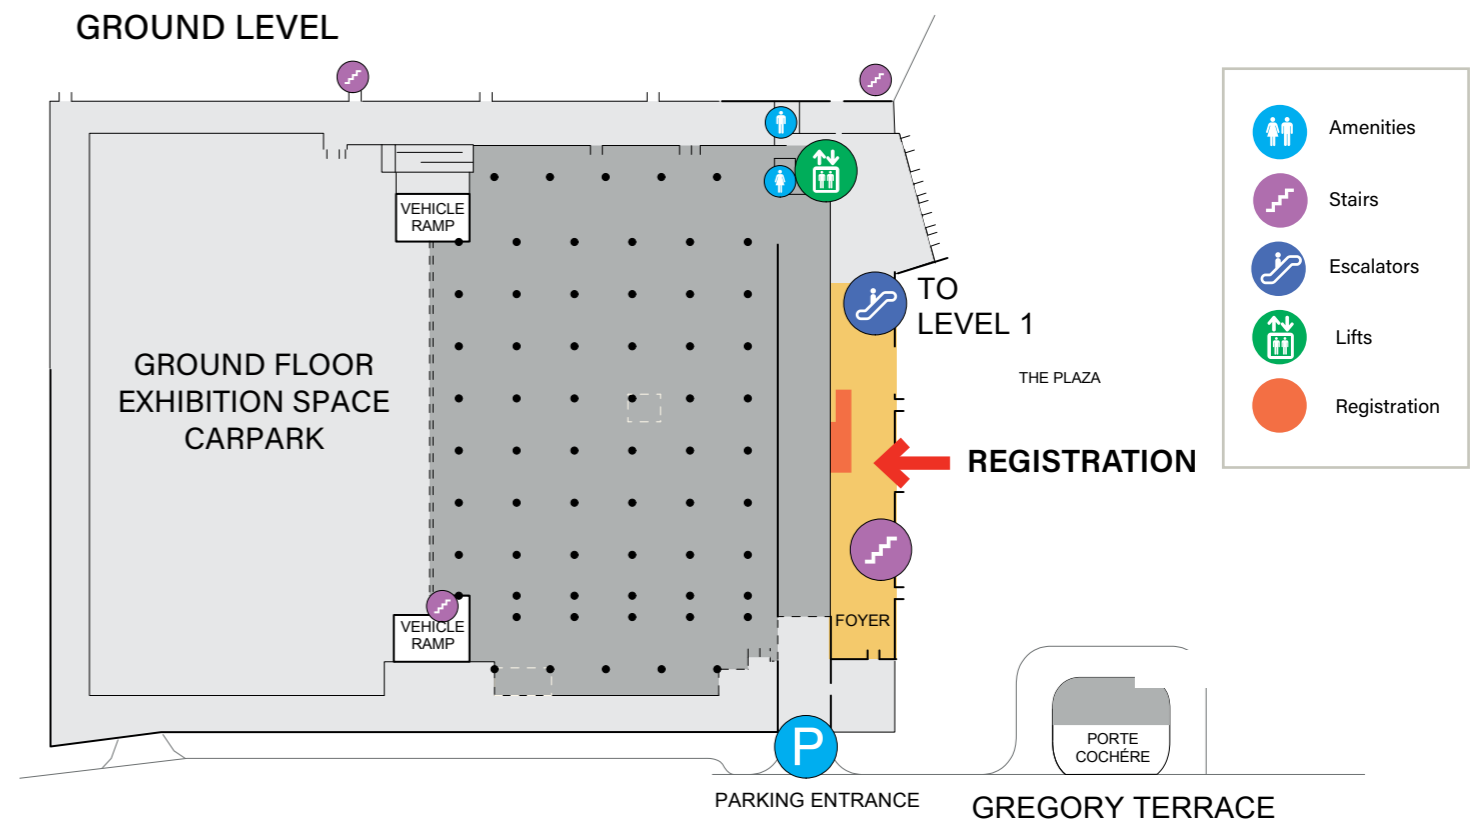 GROUND LEVEL
VEHICLE
RAMP
TO
LEVEL 1
GROUND FLOOR
EXHIBITION SPACE
CARPARK
THE PLAZA
REGISTRATION
VEHICLE
RAMP
FOYER
P
PARKING ENTRANCE
PORTE
COCHÉRE
GREGORY TERRACE
Amenities
Stairs
Escalators
Lifts
Registration